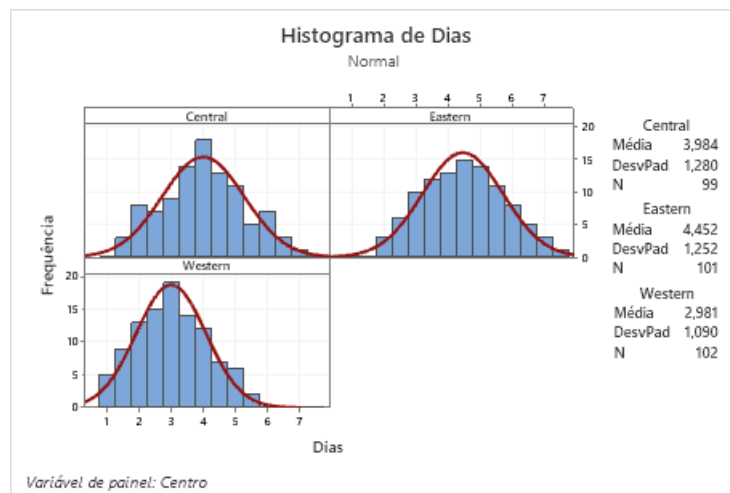 Histograma de Dias
Normal
1 2 3 4 5 6 7
Central Eastern
20
15
10
5
0
Frequência
Western
20
15
10
5
0
1 2 3 4 5 6 7
Dias
Central
Média 3,984
DesvPad 1,280
N 99
Eastern
Média 4,452
DesvPad 1,252
N 101
Western
Média 2,981
DesvPad 1,090
N 102
Variável de painel: Centro